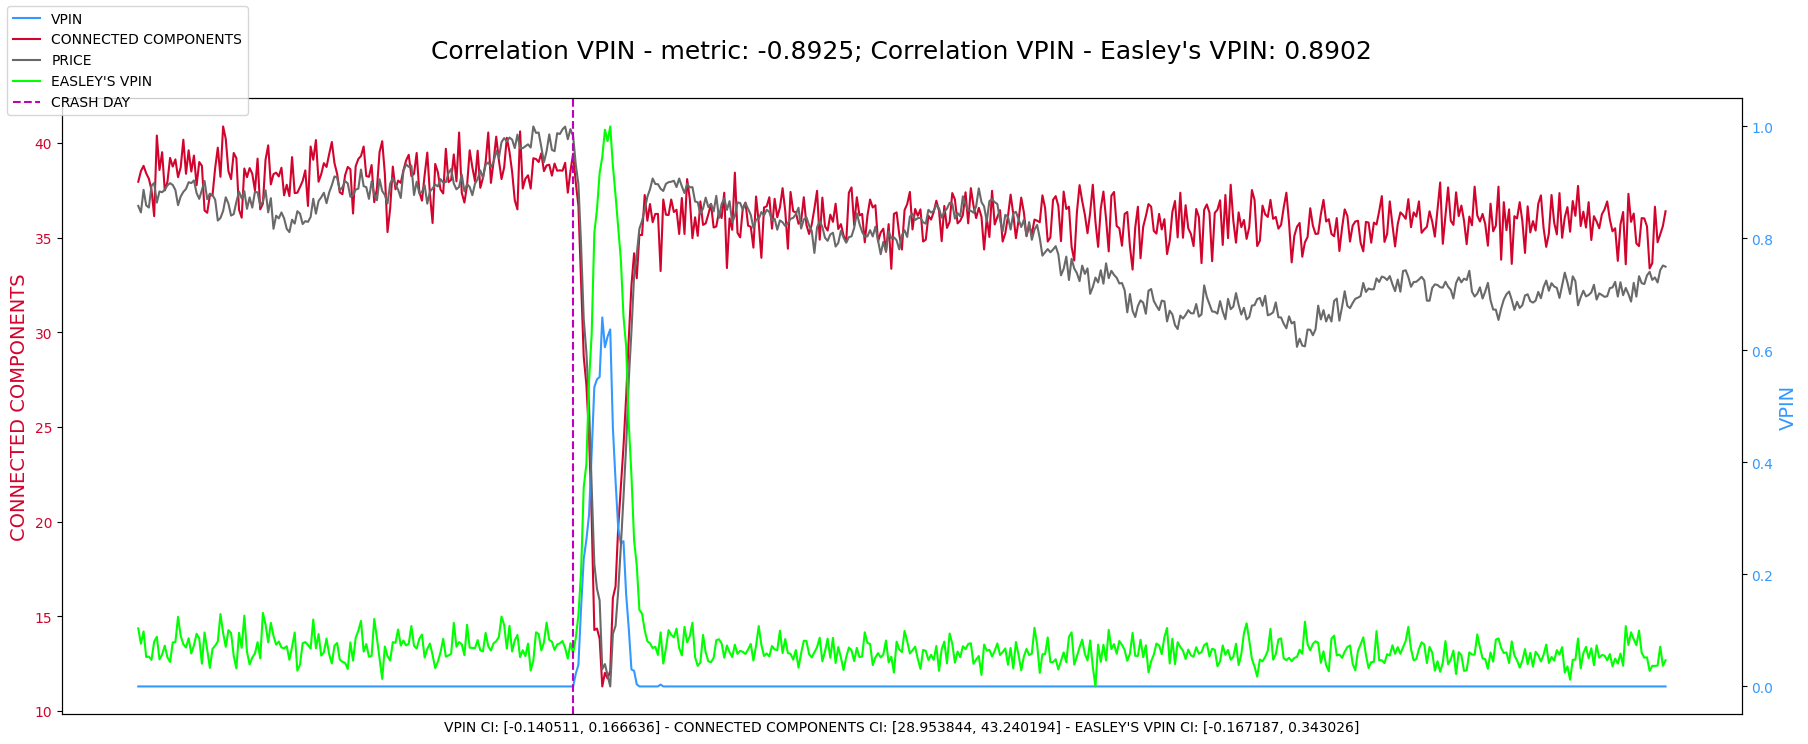 VPIN
CONNECTED COMPONENTS
PRICE
EASLEY'S VPIN
CRASH DAY
Correlation VPIN - metric: -0.8925; Correlation VPIN - Easley's VPIN: 0.8902
CONNECTED COMPONENTS
40
35
30
25
20
15
10
1.0
0.8
0.6
0.4
0.2
0.0
VPIN
VPIN CI: [-0.140511, 0.166636] - CONNECTED COMPONENTS CI: [28.953844, 43.240194] - EASLEY'S VPIN CI: [-0.167187, 0.343026]